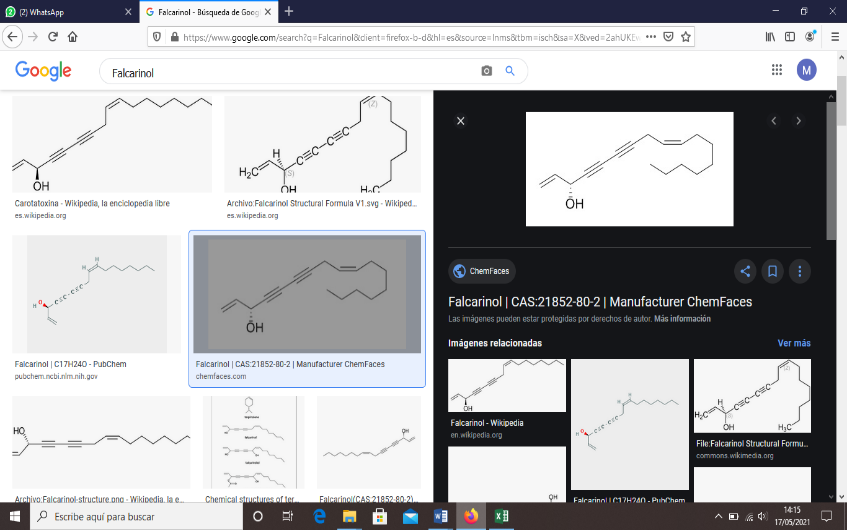 (2) WhatsApp
Falcarinol - Búsqueda de Goog
https://www.google.com/search?q=Falcarinol&client=firefox-b-d&hl=es&source=lnms&tbm=isch&sa=X&ved=2ahUKE
Google
Falcarinol
M
OH
Carotatoxina - Wikipedia, la enciclopedia libre
es.wikipedia.org
(Z)
H
H₂C
(S)
OH
H₃C
Archivo:Falcarinol Structural Formula V1.svg - Wikiped...
es.wikipedia.org
Falcarinol | C17H24O - PubChem
pubchem.ncbi.nlm.nih.gov
OH
Falcarinol | CAS:21852-80-2 | Manufacturer ChemFaces
chemfaces.com
HO
Archivo:Falcarinol-structure.png - Wikipedia, la e...
Chemical structures of ter...
OH
Falcarinol(CAS:21852-80-2)...
OH
ChemFaces
Falcarinol | CAS:21852-80-2 | Manufacturer ChemFaces
Las imágenes pueden estar protegidas por derechos de autor. Más información
Imágenes relacionadas
Ver más
OH
Falcarinol - Wikipedia
en.wikipedia.org
Falcarinol | C17H24O - PubChem
File:Falcarinol Structural Formu...
commons.wikimedia.org
OH
Escribe aquí para buscar
14:15
17/05/2021